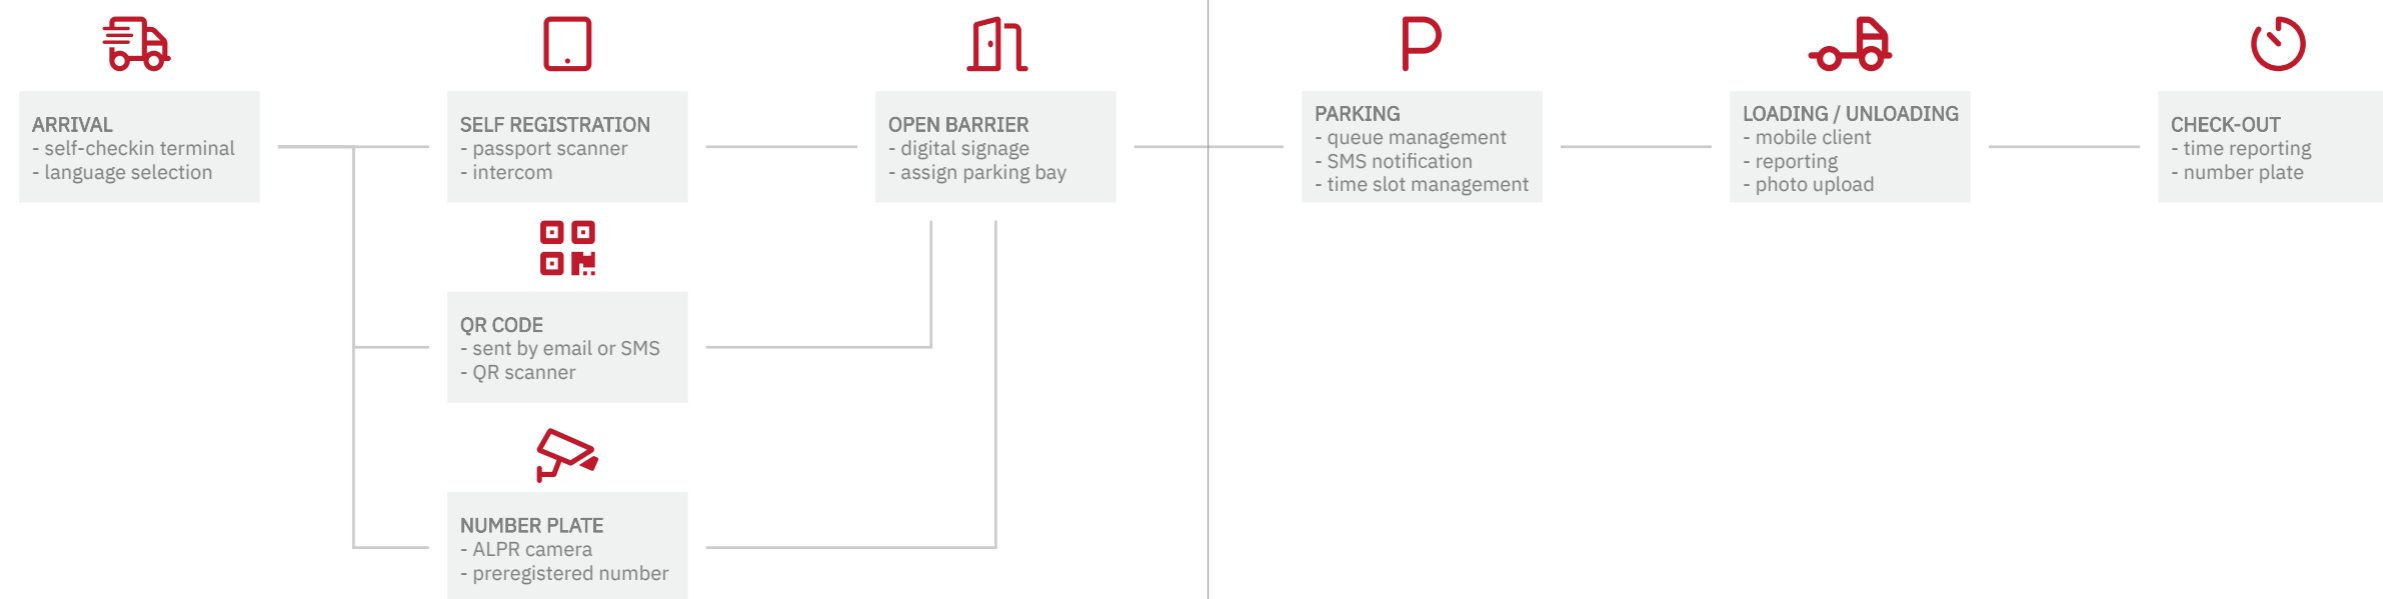 ARRIVAL
- self-checkin terminal
- language selection
SELF REGISTRATION
- passport scanner
- intercom
OPEN BARRIER
- digital signage
- assign parking bay
PARKING
- queue management
- SMS notification
- time slot management
LOADING / UNLOADING
- mobile client
- reporting
- photo upload
CHECK-OUT
- time reporting
- number plate
QR CODE
- sent by email or SMS
- QR scanner
NUMBER PLATE
- ALPR camera
- preregistered number